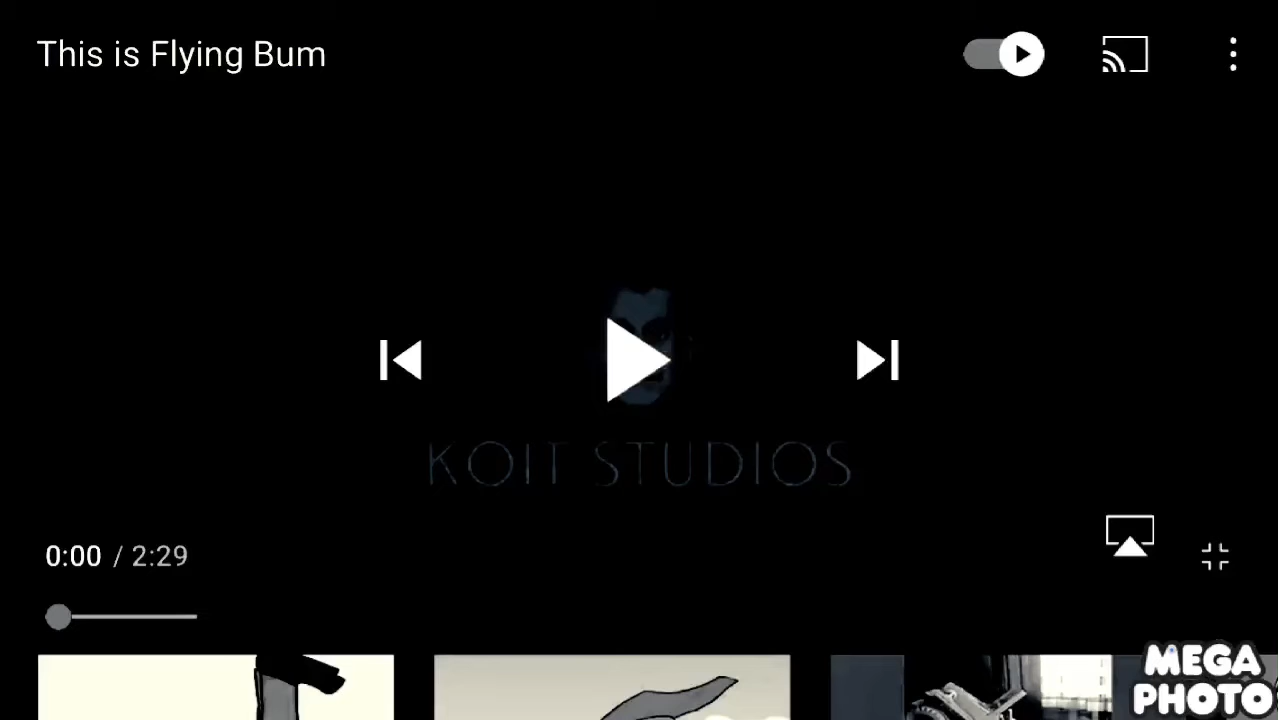 This is Flying Bum
KOIT STUDIOS
0:00 / 2:29
MEGA
PHOTO